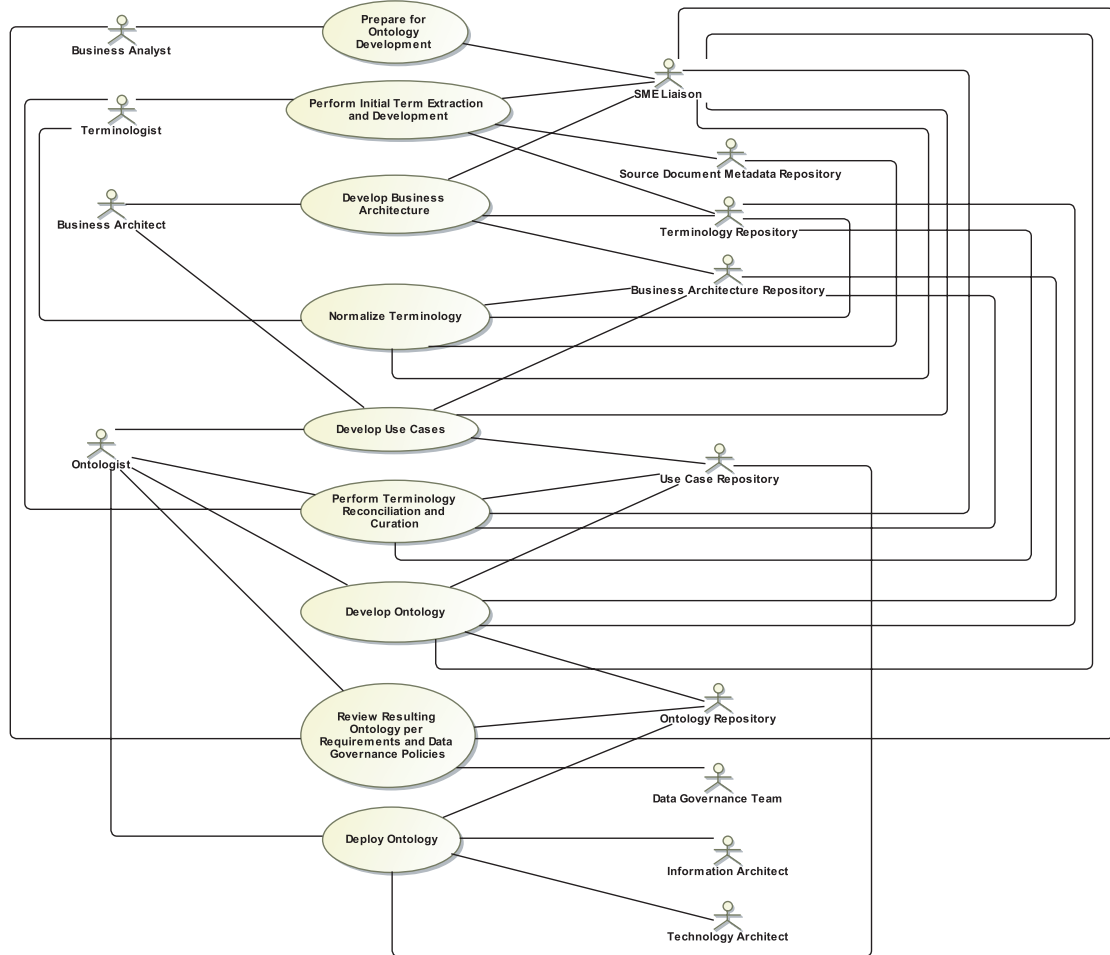 Prepare for
Ontology
Development
Business Analyst
SME Liaison
Perform Initial Term Extraction
and Development
Terminologist
Source Document Metadata Repository
Develop Business
Architecture
Business Architect
Terminology Repository
Business Architecture Repository
Normalize Terminology
Develop Use Cases
Ontologist
Use Case Repository
Perform Terminology
Reconciliation and
Curation
Develop Ontology
Review Resulting
Ontology per
Requirements and Data
Governance Policies
Ontology Repository
Data Governance Team
Deploy Ontology
Information Architect
Technology Architect